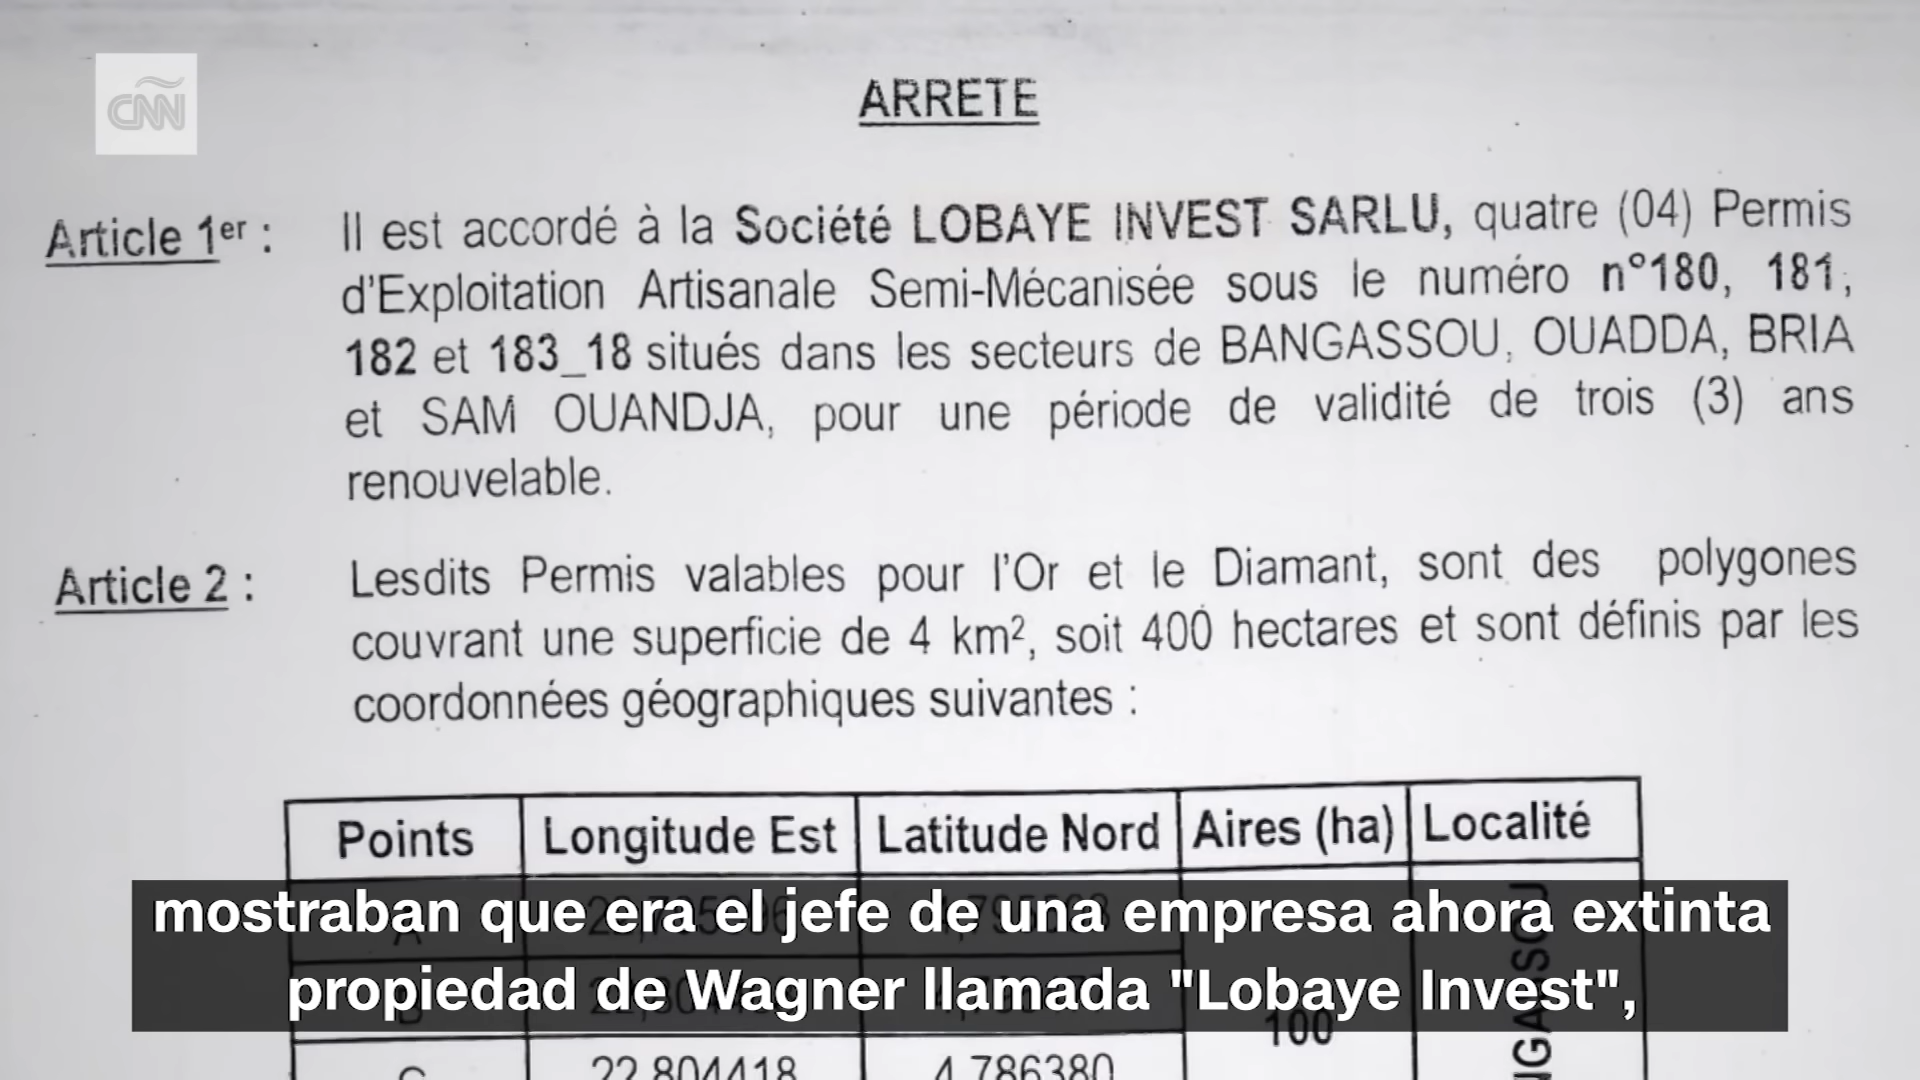 CNN
ARRETE
Article 1er :
Il est accordé à la Société LOBAYE INVEST SARLU, quatre (04) Permis
d'Exploitation Artisanale Semi-Mécanisée sous le numéro n°180, 181,
182 et 183_18 situés dans les secteurs de BANGASSOU, OUADDA, BRIA
et SAM OUANDJA, pour une période de validité de trois (3) ans
renouvelable.
Article 2 :
Lesdits Permis valables pour l'Or et le Diamant, sont des polygones
couvrant une superficie de 4 km², soit 400 hectares et sont définis par les
coordonnées géographiques suivantes :
Points Longitude Est Latitude Nord Aires (ha) Localité
mostraban que era el jefe de una empresa ahora extinta
propiedad de Wagner llamada "Lobaye Invest",
100
C 22,804418 4,786380